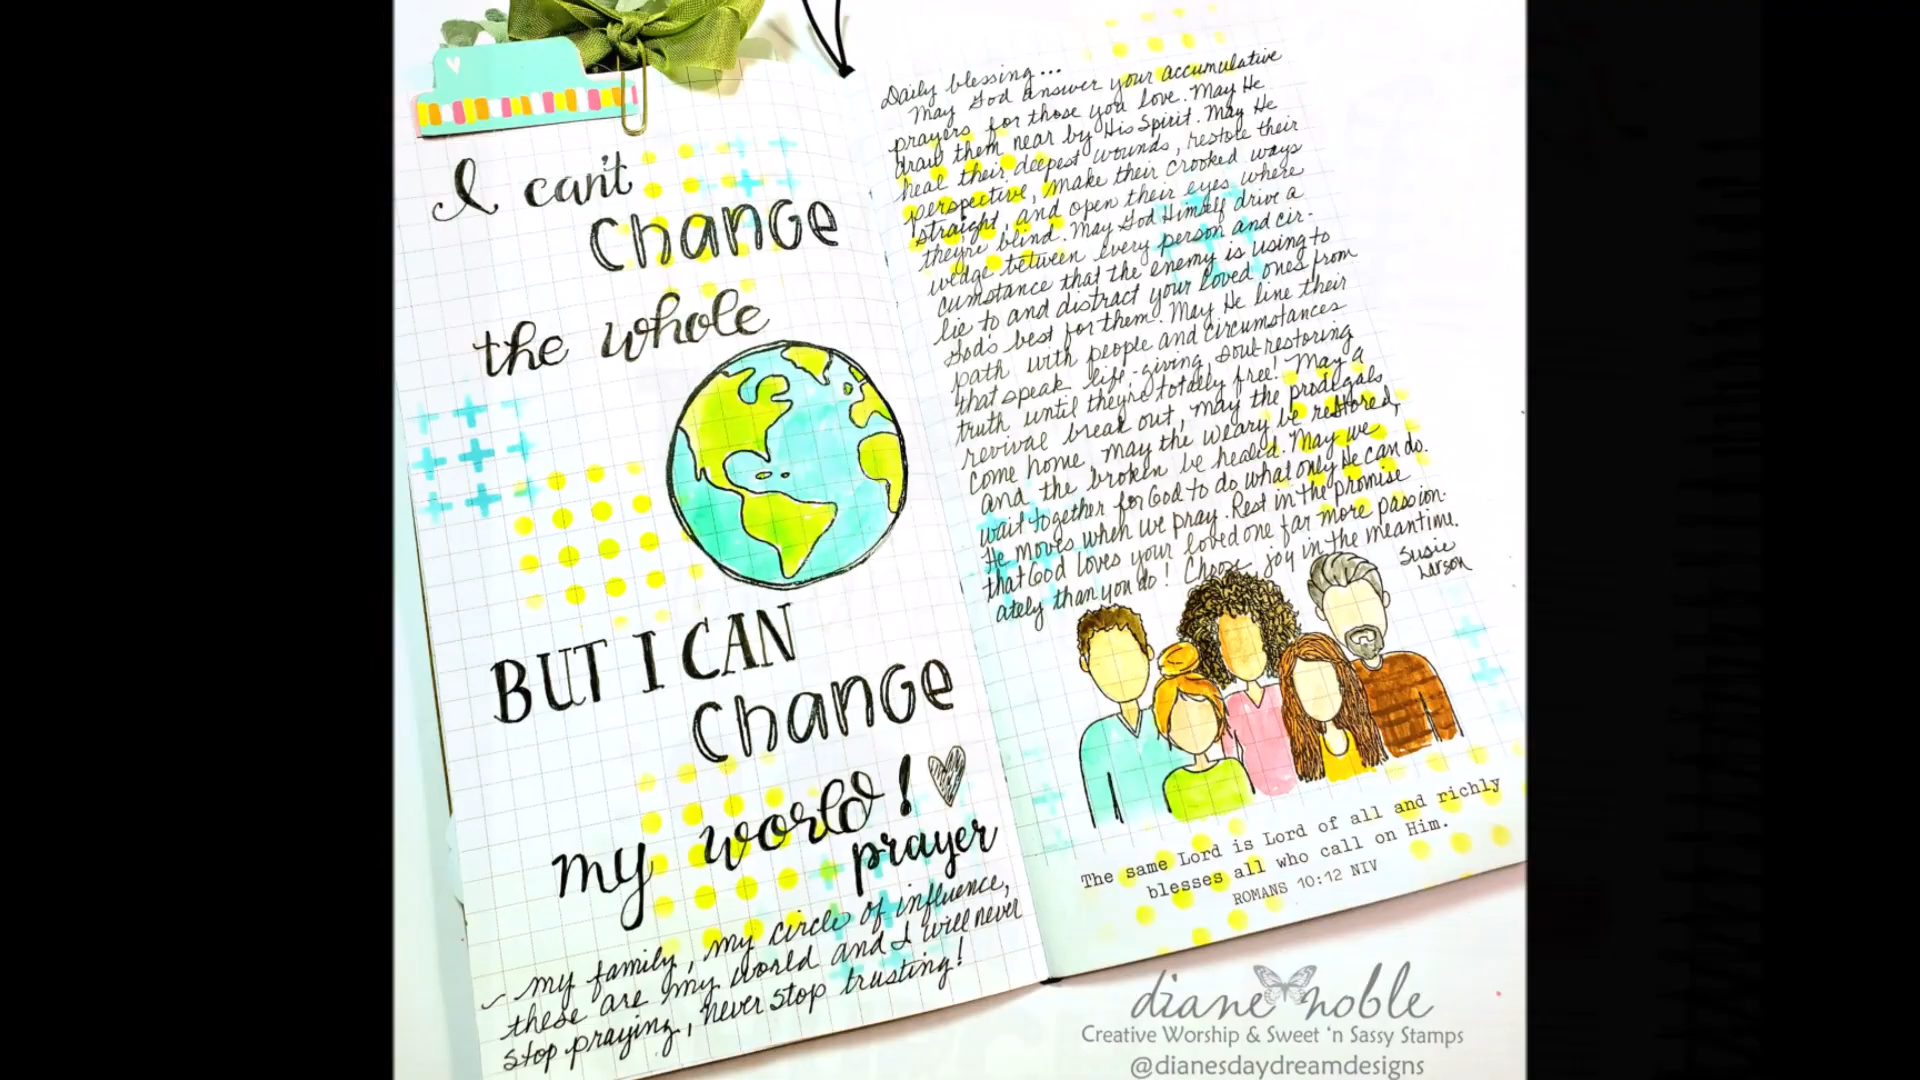 I can't
change
the whole
BUT I CAN
change
my world!
prayer
my family, my circle of influence,
these are my world and I will never
stop praying, never stop trusting!
Daily blessing...
May God answer your accumulative
prayers for those you love. May He
draw them near by His Spirit. May He
heal their deepest wounds, restore their
perspective, make their crooked ways
straight, and open their eyes where
they're blind. May God Himself drive a
wedge between every person and cir-
cumstance that the enemy is using to
lie to and distract your loved ones from
God's best for them. May He line their
path with people and circumstances
that speak life-giving, soul-restoring
truth until they're totally free! May a
revival break out, may the prodigals
come home, may the weary be restored,
and the broken be healed. May we
wait together for God to do what only He can do.
He moves when we pray. Rest in the promise
that God loves your loved one far more passion-
ately than you do! Choose joy in the meantime.
Susie
Larson
The same Lord is Lord of all and richly
blesses all who call on Him.
ROMANS 10:12 NIV
diane noble
Creative Worship & Sweet 'n Sassy Stamps
@dianesdaydreamdesigns